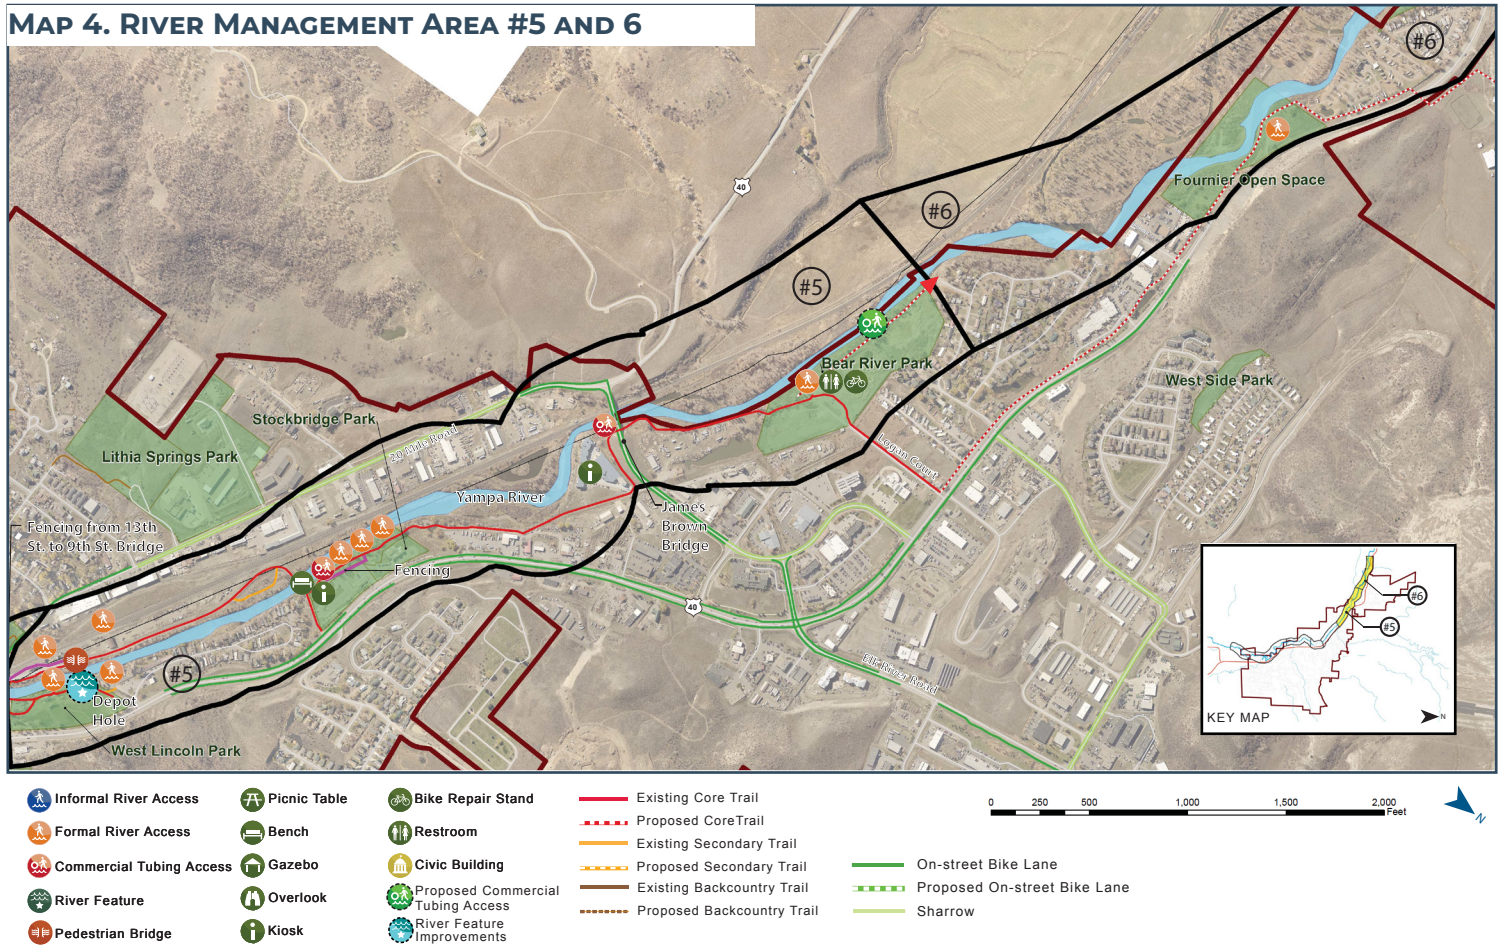 MAP 4. RIVER MANAGEMENT AREA #5 AND 6
#6
40
Fournier Open Space
#6
#5
Bear River Park
West Side Park
Stockbridge Park
20 Mile Road
Logan Court
Lithia Springs Park
Yampa River
James
Brown
Bridge
Fencing from 13th
St. to 9th St. Bridge
Fencing
40
#5
Elk River Road
Depot
Hole
West Lincoln Park
#6
#5
KEY MAP
N
Informal River Access
Formal River Access
Commercial Tubing Access
River Feature
Pedestrian Bridge
Picnic Table
Bench
Gazebo
Overlook
Kiosk
Bike Repair Stand
Restroom
Civic Building
Proposed Commercial
Tubing Access
River Feature
Improvements
Existing Core Trail
Proposed CoreTrail
Existing Secondary Trail
Proposed Secondary Trail
Existing Backcountry Trail
Proposed Backcountry Trail
On-street Bike Lane
Proposed On-street Bike Lane
Sharrow
0 250 500 1,000 1,500 2,000
Feet
N